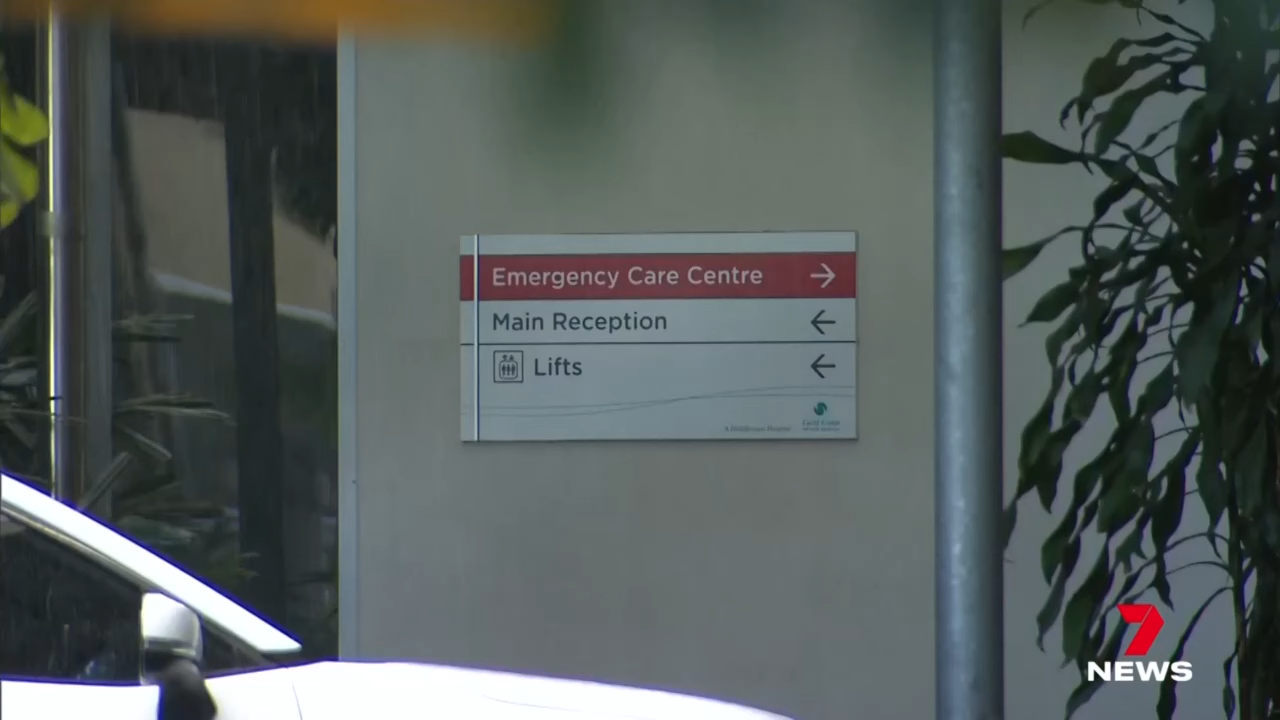 Emergency Care Centre →
Main Reception ←
Lifts ←
7
NEWS